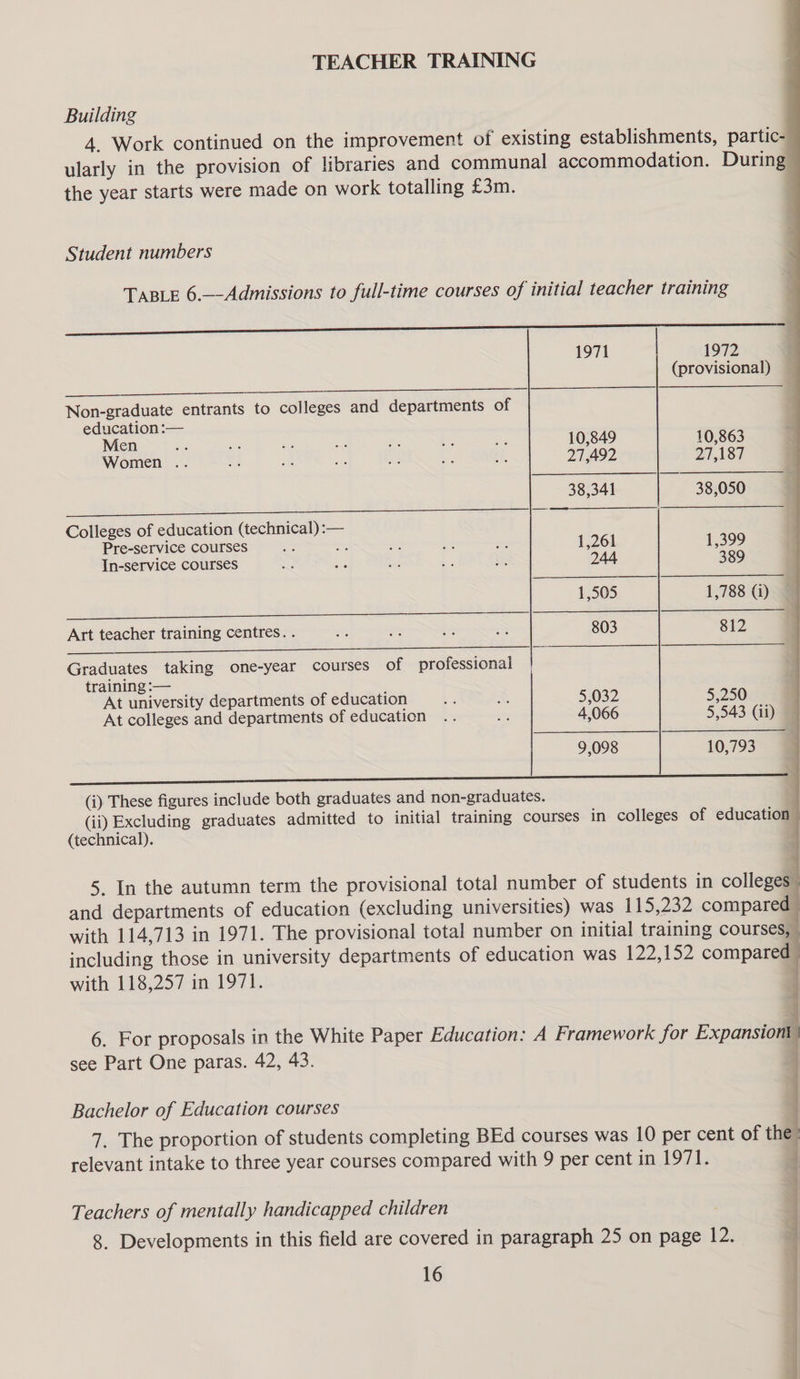 TEACHER TRAINING
Building
4. Work continued on the improvement of existing establishments, partic-
ularly in the provision of libraries and communal accommodation. During
the year starts were made on work totalling £3m.
Student numbers
TABLE 6.—Admissions to full-time courses of initial teacher training
1971 1972
(provisional)
Non-graduate entrants to colleges and departments of
education:—
Men .. .. .. .. .. .. .. 10,849 10,863
Women .. .. .. .. .. .. .. 27,492 27,187
38,341 38,050
Colleges of education (technical):—
Pre-service courses .. .. .. .. .. 1,261 1,399
In-service courses .. .. .. .. .. 244 389
1,505 1,788 (i)
Art teacher training centres.. .. .. .. .. 803 812
Graduates taking one-year courses of professional
training:—
At university departments of education .. .. 5,032 5,250
At colleges and departments of education .. .. 4,066 5,543 (ii)
9,098 10,793
(i) These figures include both graduates and non-graduates.
(ii) Excluding graduates admitted to initial training courses in colleges of education
(technical).
5. In the autumn term the provisional total number of students in colleges
and departments of education (excluding universities) was 115,232 compared
with 114,713 in 1971. The provisional total number on initial training courses,
including those in university departments of education was 122,152 compared
with 118,257 in 1971.
6. For proposals in the White Paper Education: A Framework for Expansion
see Part One paras. 42, 43.
Bachelor of Education courses
7. The proportion of students completing BEd courses was 10 per cent of the
relevant intake to three year courses compared with 9 per cent in 1971.
Teachers of mentally handicapped children
8. Developments in this field are covered in paragraph 25 on page 12.
16